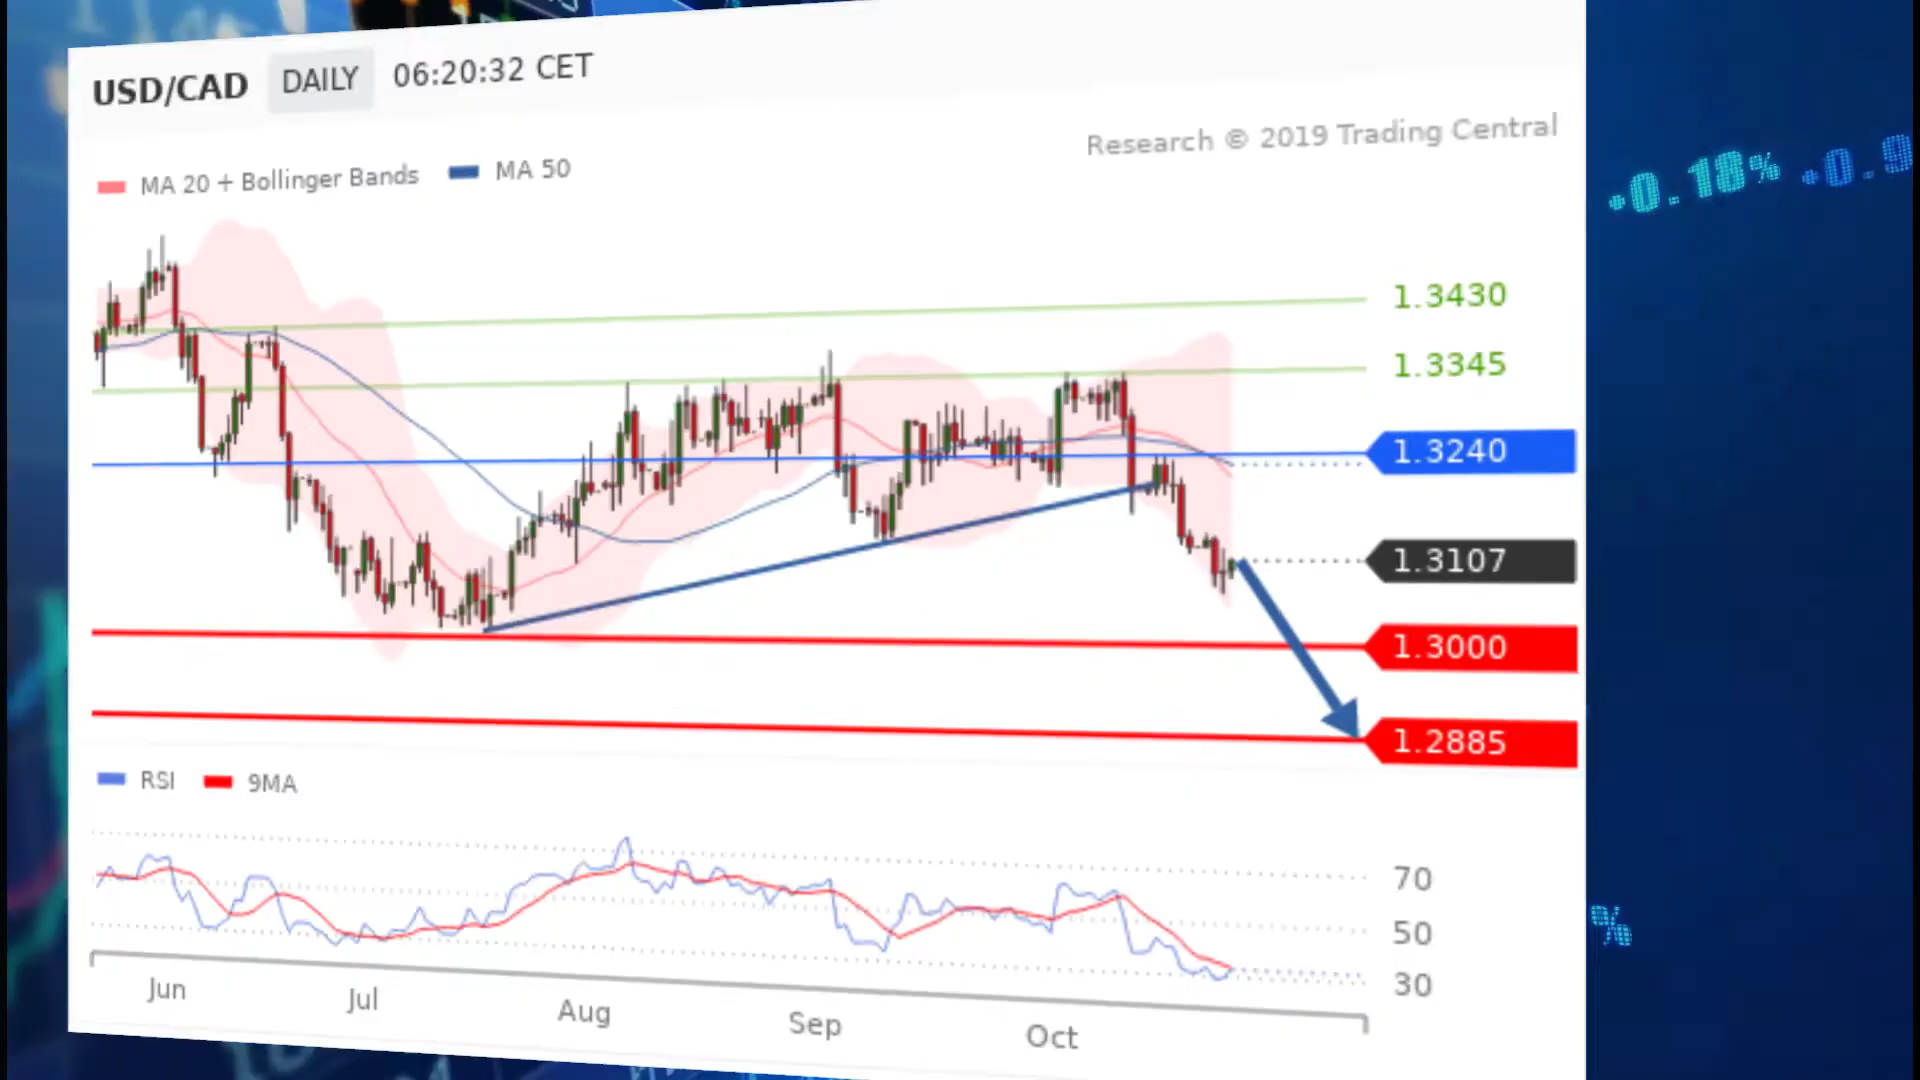 USD/CAD DAILY 06:20:32 CET
Research © 2019 Trading Central
MA 20 + Bollinger Bands MA 50
1.3430
1.3345
1.3240
1.3107
1.3000
1.2885
RSI 9MA
70
50
30
Jun Jul Aug Sep Oct
+0.18%
%